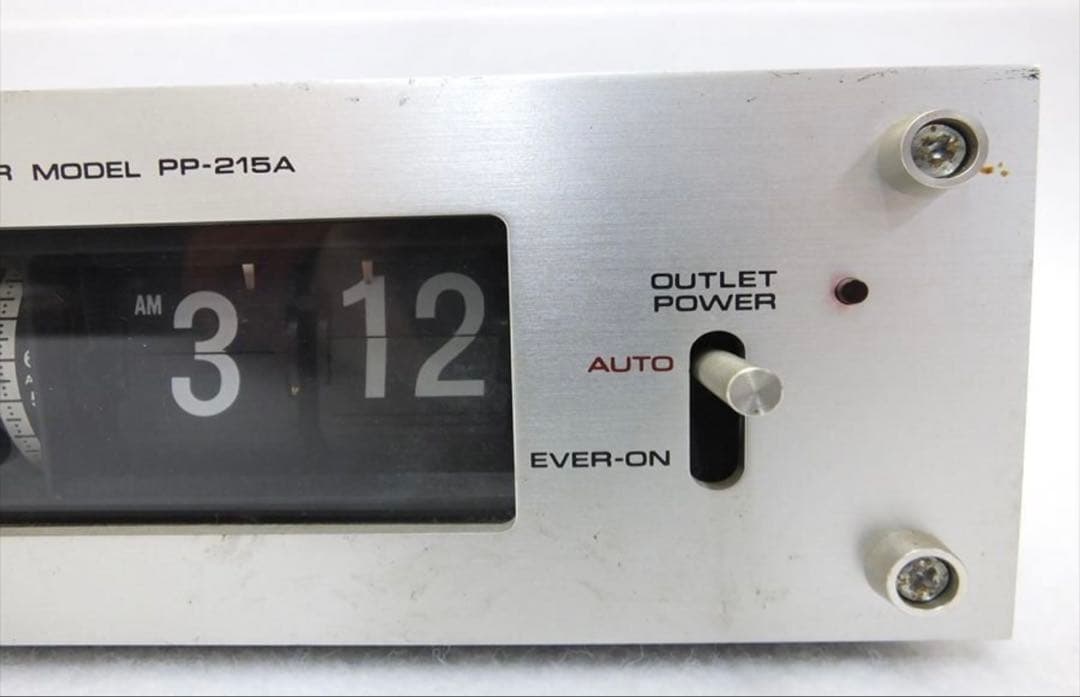 R MODEL PP-215A
AM 3 12
OUTLET
POWER
AUTO
EVER-ON